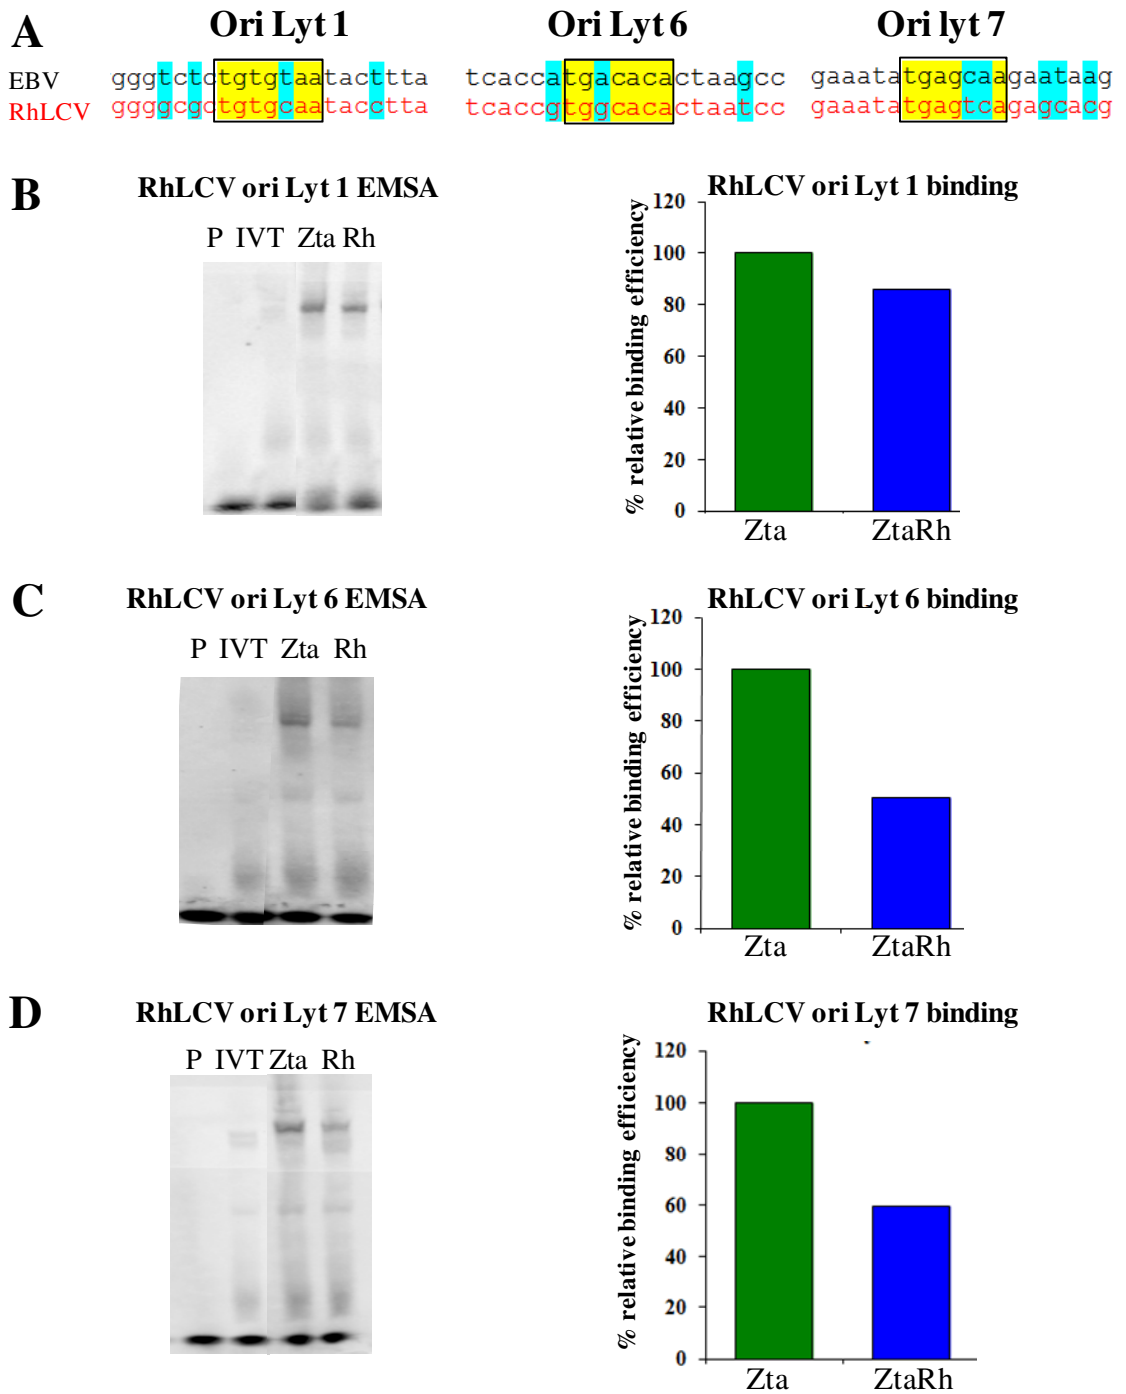 A
Ori Lyt 1
Ori Lyt 6
Ori lyt 7
EBV
gggtctctgtgtaatactttta
tcaccatgacacactaagcc
gaaatatgagcaagaataag
RhLCV
ggggcgctgtgcaataccttta
tcaccgtggcacactaatcc
gaaatatgagtcagagcacg
B
RhLCV ori Lyt 1 EMSA
P IVT Zta Rh
RhLCV ori Lyt 1 binding
% relative binding efficiency
120
100
80
60
40
20
0
Zta ZtaRh
C
RhLCV ori Lyt 6 EMSA
P IVT Zta Rh
RhLCV ori Lyt 6 binding
% relative binding efficiency
120
100
80
60
40
20
0
Zta ZtaRh
D
RhLCV ori Lyt 7 EMSA
P IVT Zta Rh
RhLCV ori Lyt 7 binding
% relative binding efficiency
120
100
80
60
40
20
0
Zta ZtaRh